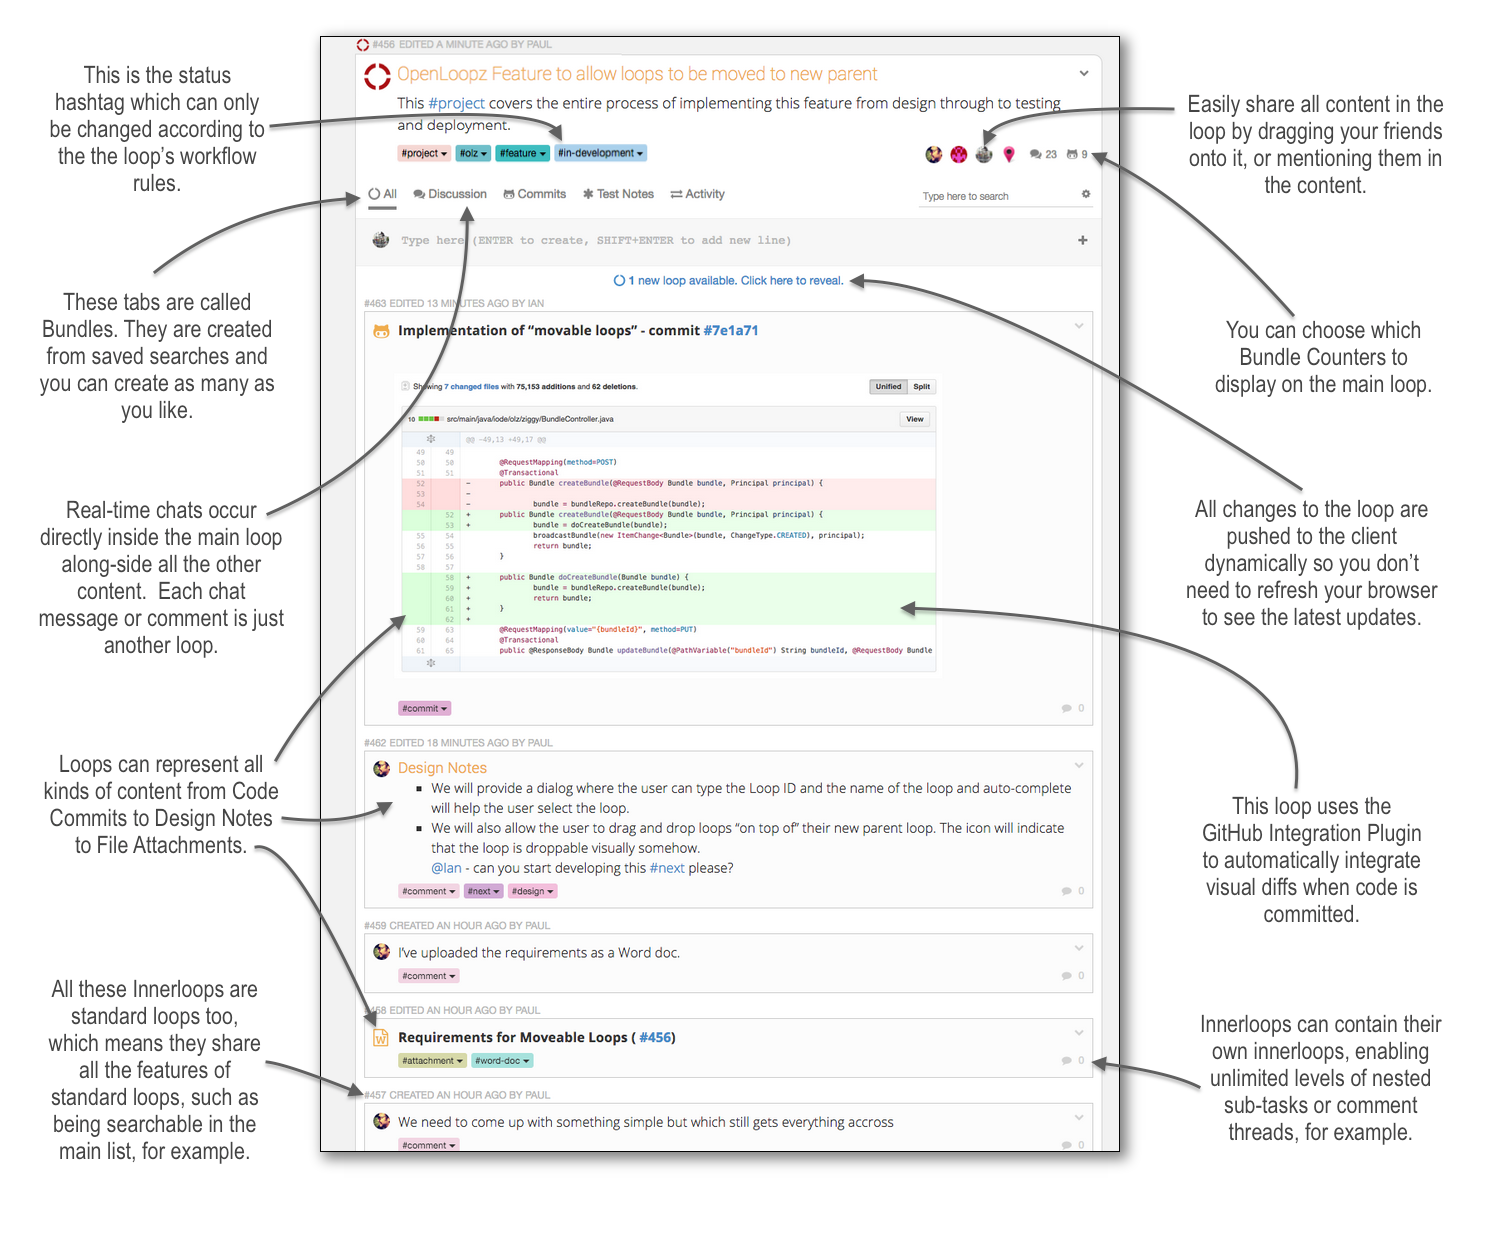 This is the status
hashtag which can only
be changed according to
the the loop's workflow
rules.
These tabs are called
Bundles. They are created
from saved searches and
you can create as many as
you like.
Real-time chats occur
directly inside the main loop
along-side all the other
content. Each chat
message or comment is just
another loop.
Loops can represent all
kinds of content from Code
Commits to Design Notes
to File Attachments.
All these Innerloops are
standard loops too,
which means they share
all the features of
standard loops, such as
being searchable in the
main list, for example.
#456 EDITED A MINUTE AGO BY PAUL
OpenLoopz Feature to allow loops to be moved to new parent
This #project covers the entire process of implementing this feature from design through to testing
and deployment.
#project #olz #feature #in-development 23 9
All Discussion Commits Test Notes Activity Type here to search
Type here (ENTER to create, SHIFT+ENTER to add new line) +
1 new loop available. Click here to reveal.
#463 EDITED 13 MINUTES AGO BY IAN
Implementation of “movable loops” - commit #7e1a71
Showing 7 changed files with 75,153 additions and 62 deletions. Unified Split
10 src/main/java/iode/olz/ziggy/BundleController.java View
@@ -49,13 +49,17 @@
49 49
50 50 @RequestMapping(method=POST)
51 51 @Transactional
52 - public Bundle createBundle(@RequestBody Bundle bundle, Principal principal) {
53 -
54 - bundle = bundleRepo.createBundle(bundle);
52 + public Bundle createBundle(@RequestBody Bundle bundle, Principal principal) {
53 + bundle = doCreateBundle(bundle);
55 54 broadcastBundle(new ItemChange<Bundle>(bundle, ChangeType.CREATED), principal);
56 55 return bundle;
57 56 }
58 57
58 + public Bundle doCreateBundle(Bundle bundle) {
59 + bundle = bundleRepo.createBundle(bundle);
60 + return bundle;
61 + }
62 +
59 63 @RequestMapping(value="{bundleId}", method=PUT)
60 64 @Transactional
61 65 public @ResponseBody Bundle updateBundle(@PathVariable("bundleId") String bundleId, @RequestBody Bundle
#commit 0
#462 EDITED 18 MINUTES AGO BY PAUL
Design Notes
▪ We will provide a dialog where the user can type the Loop ID and the name of the loop and auto-complete
will help the user select the loop.
▪ We will also allow the user to drag and drop loops “on top of” their new parent loop. The icon will indicate
that the loop is droppable visually somehow.
@Ian - can you start developing this #next please?
#comment #next #design 0
#459 CREATED AN HOUR AGO BY PAUL
I've uploaded the requirements as a Word doc.
#comment 0
#458 EDITED AN HOUR AGO BY PAUL
Requirements for Moveable Loops ( #456)
#attachment #word-doc 0
#457 CREATED AN HOUR AGO BY PAUL
We need to come up with something simple but which still gets everything accross
#comment 0
Easily share all content in the
loop by dragging your friends
onto it, or mentioning them in
the content.
You can choose which
Bundle Counters to
display on the main loop.
All changes to the loop are
pushed to the client
dynamically so you don't
need to refresh your browser
to see the latest updates.
This loop uses the
GitHub Integration Plugin
to automatically integrate
visual diffs when code is
committed.
Innerloops can contain their
own innerloops, enabling
unlimited levels of nested
sub-tasks or comment
threads, for example.